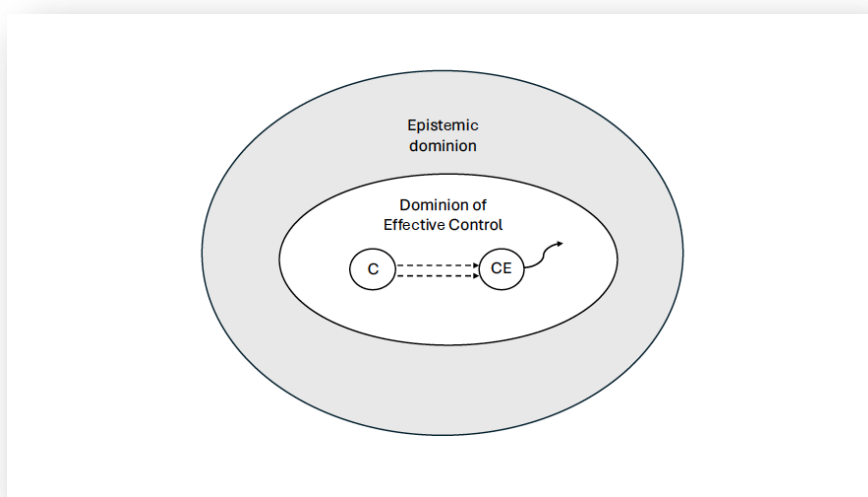 Epistemic
dominion
Dominion of
Effective Control
C
CE